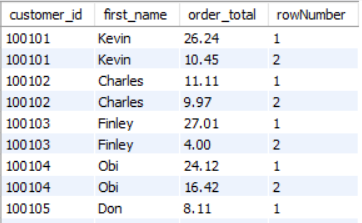 customer_id first_name order_total rowNumber
100101 Kevin 26.24 1
100101 Kevin 10.45 2
100102 Charles 11.11 1
100102 Charles 9.97 2
100103 Finley 27.01 1
100103 Finley 4.00 2
100104 Obi 24.12 1
100104 Obi 16.42 2
100105 Don 8.11 1